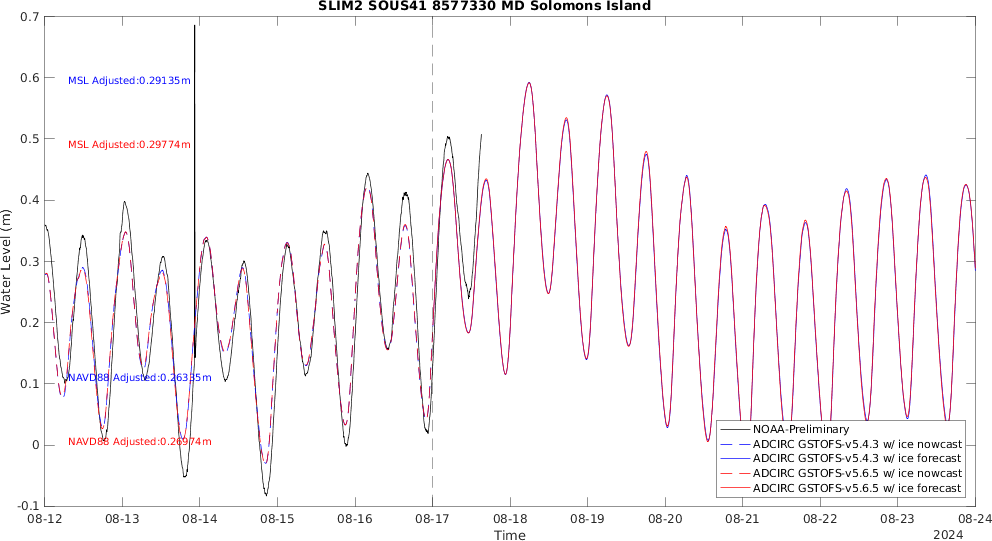 SLIM2 SOUS41 8577330 MD Solomons Island
0.7
0.6
0.5
0.4
0.3
0.2
0.1
0
-0.1
Water Level (m)
MSL Adjusted:0.29135m
MSL Adjusted:0.29774m
NAVD88 Adjusted:0.26335m
NAVD88 Adjusted:0.26974m
NOAA-Preliminary
ADCIRC GSTOFS-v5.4.3 w/ ice nowcast
ADCIRC GSTOFS-v5.4.3 w/ ice forecast
ADCIRC GSTOFS-v5.6.5 w/ ice nowcast
ADCIRC GSTOFS-v5.6.5 w/ ice forecast
08-12 08-13 08-14 08-15 08-16 08-17 08-18 08-19 08-20 08-21 08-22 08-23 08-24
Time
2024